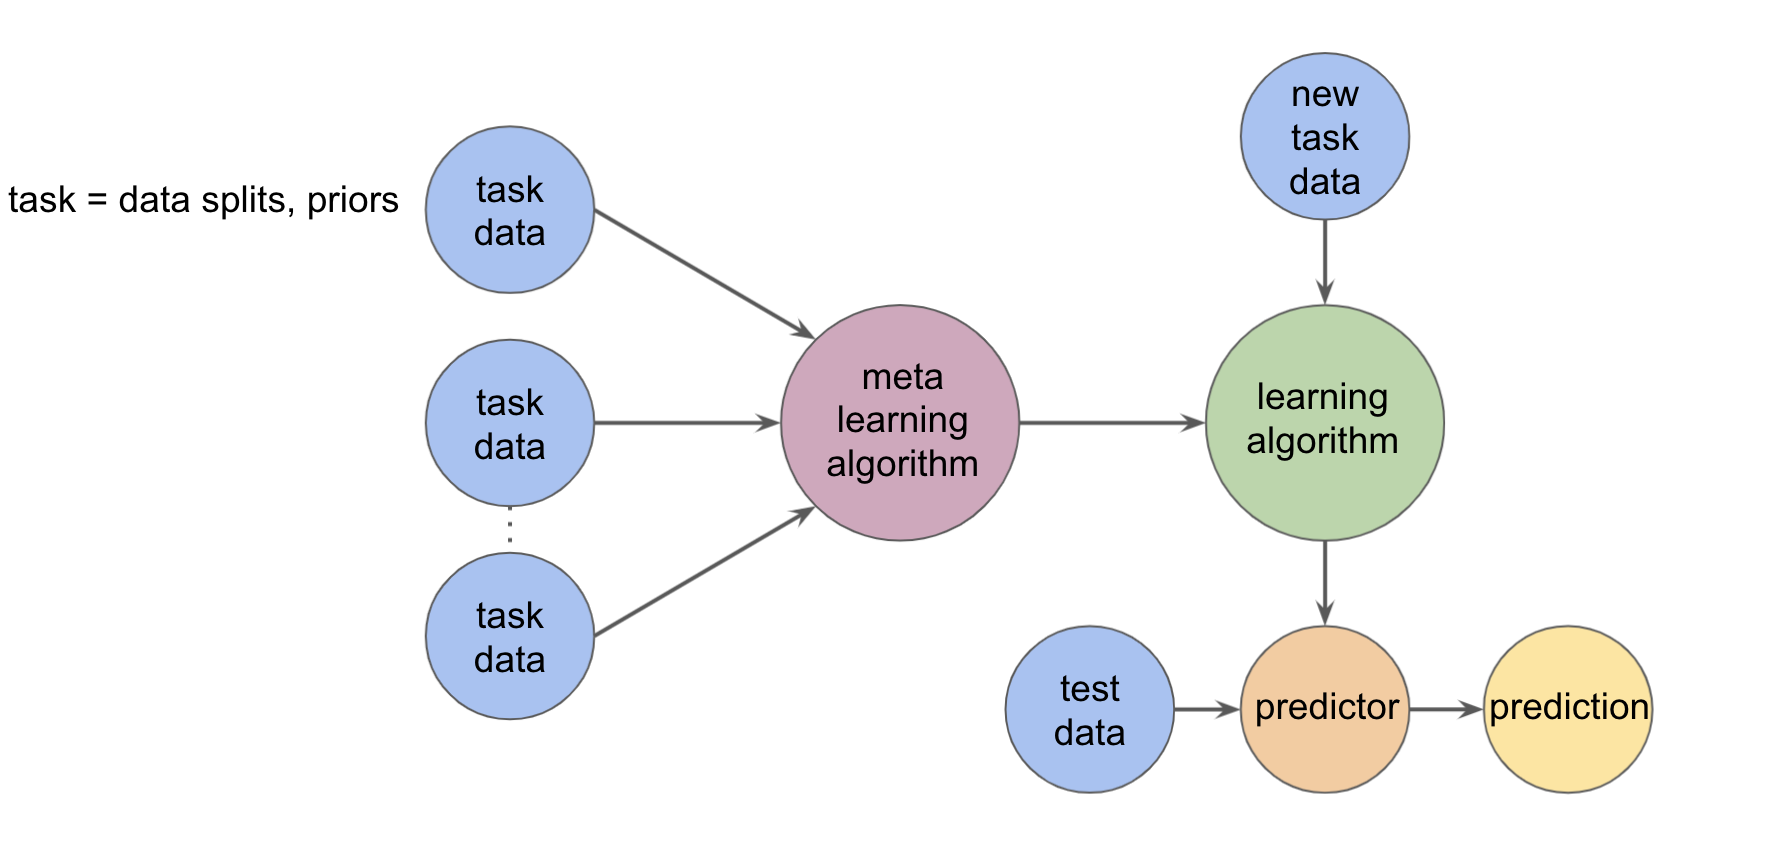 task = data splits, priors
task
data
task
data
task
data
meta
learning
algorithm
new
task
data
learning
algorithm
test
data
predictor
prediction